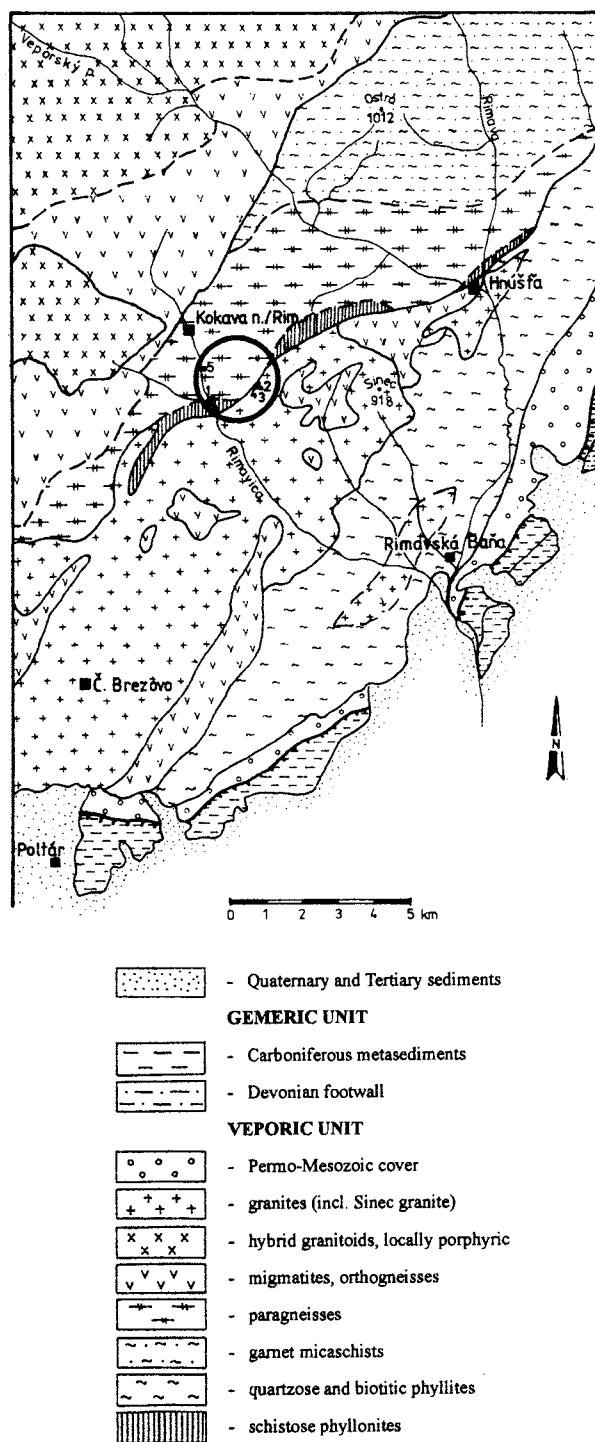 Veporský p.
Ostrá
1012
Rimava
Hnúšťa
Kokava n./Rim.
5
2
3
Sinec
918
Rimavica
Rimavská Baňa
Č. Brezovo
N
Poltár
0 1 2 3 4 5 km
- Quaternary and Tertiary sediments
GEMERIC UNIT
- Carboniferous metasediments
- Devonian footwall
VEPORIC UNIT
- Permo-Mesozoic cover
- granites (incl. Sinec granite)
- hybrid granitoids, locally porphyric
- migmatites, orthogneisses
- paragneisses
- garnet micaschists
- quartzose and biotitic phyllites
- schistose phyllonites